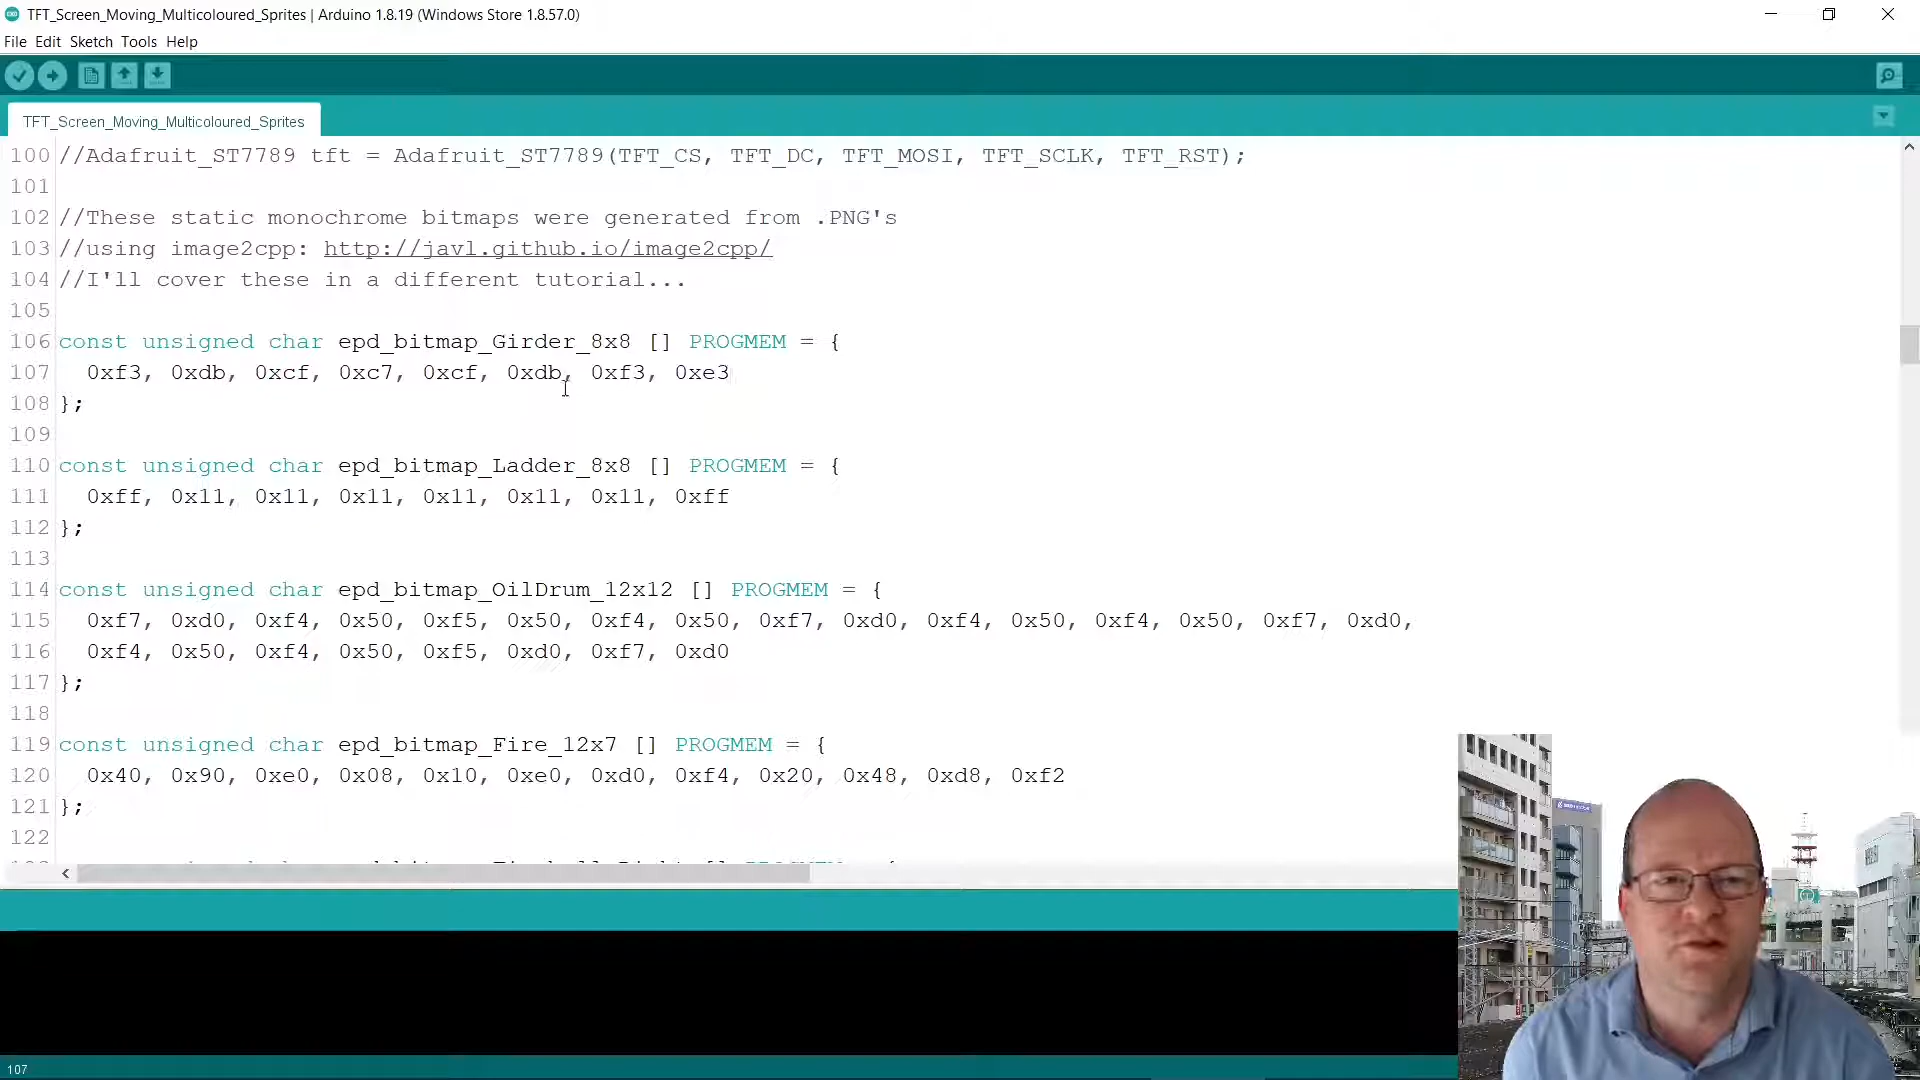 TFT_Screen_Moving_Multicoloured_Sprites | Arduino 1.8.19 (Windows Store 1.8.57.0)
File Edit Sketch Tools Help
TFT_Screen_Moving_Multicoloured_Sprites
100 //Adafruit_ST7789 tft = Adafruit_ST7789(TFT_CS, TFT_DC, TFT_MOSI, TFT_SCLK, TFT_RST);
101
102 //These static monochrome bitmaps were generated from .PNG's
103 //using image2cpp: http://javl.github.io/image2cpp/
104 //I'll cover these in a different tutorial...
105
106 const unsigned char epd_bitmap_Girder_8x8 [] PROGMEM = {
107 0xf3, 0xdb, 0xcf, 0xc7, 0xcf, 0xdb, 0xf3, 0xe3
108 };
109
110 const unsigned char epd_bitmap_Ladder_8x8 [] PROGMEM = {
111 0xff, 0x11, 0x11, 0x11, 0x11, 0x11, 0x11, 0xff
112 };
113
114 const unsigned char epd_bitmap_OilDrum_12x12 [] PROGMEM = {
115 0xf7, 0xd0, 0xf4, 0x50, 0xf5, 0x50, 0xf4, 0x50, 0xf7, 0xd0, 0xf4, 0x50, 0xf4, 0x50, 0xf7, 0xd0,
116 0xf4, 0x50, 0xf4, 0x50, 0xf5, 0xd0, 0xf7, 0xd0
117 };
118
119 const unsigned char epd_bitmap_Fire_12x7 [] PROGMEM = {
120 0x40, 0x90, 0xe0, 0x08, 0x10, 0xe0, 0xd0, 0xf4, 0x20, 0x48, 0xd8, 0xf2
121 };
122
107